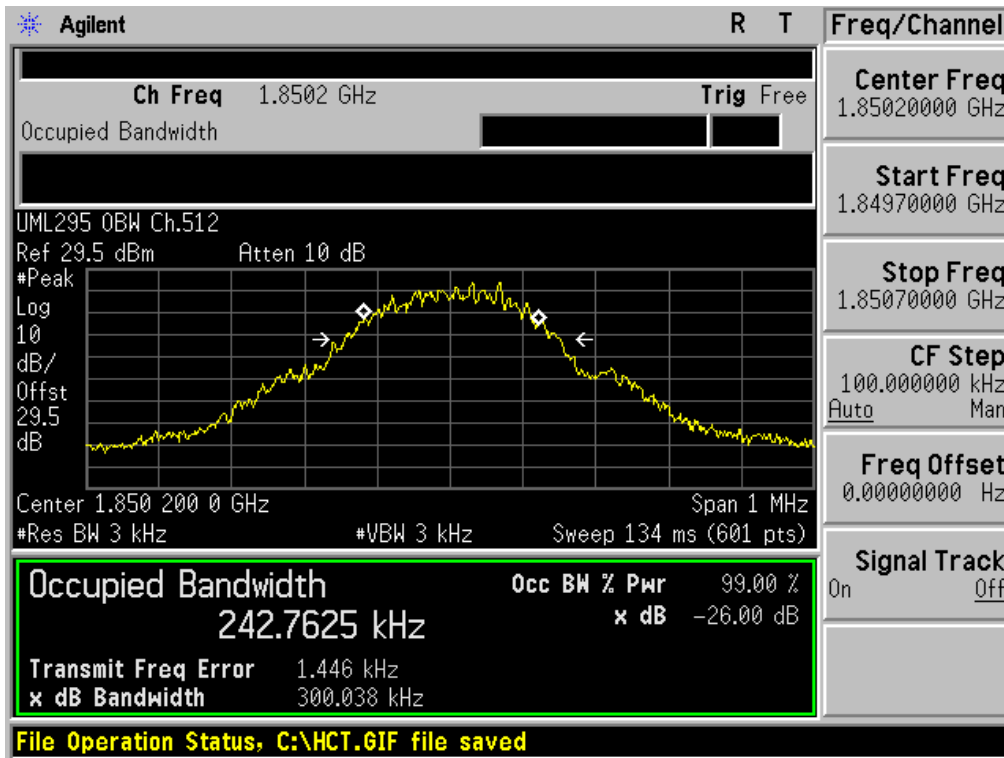 Agilent R T
Ch Freq 1.8502 GHz Trig Free
Occupied Bandwidth
UML295 OBW Ch.512
Ref 29.5 dBm Atten 10 dB
#Peak
Log
10
dB/
Offst
29.5
dB
Center 1.850 200 0 GHz Span 1 MHz
#Res BW 3 kHz #VBW 3 kHz Sweep 134 ms (601 pts)
Occupied Bandwidth Occ BW % Pwr 99.00 %
242.7625 kHz x dB -26.00 dB
Transmit Freq Error 1.446 kHz
x dB Bandwidth 300.038 kHz
File Operation Status, C:\HCT.GIF file saved
Freq/Channel
Center Freq
1.85020000 GHz
Start Freq
1.84970000 GHz
Stop Freq
1.85070000 GHz
CF Step
100.000000 kHz
Auto Man
Freq Offset
0.00000000 Hz
Signal Track
On Off